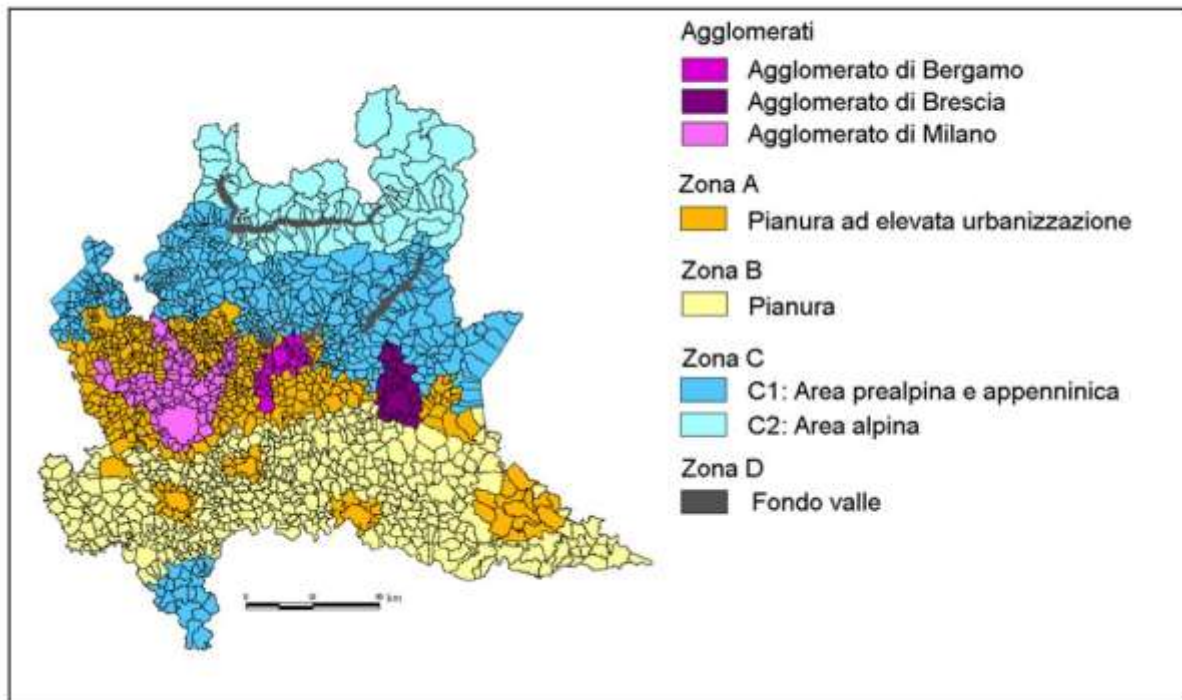 Agglomerati
Agglomerato di Bergamo
Agglomerato di Brescia
Agglomerato di Milano
Zona A
Pianura ad elevata urbanizzazione
Zona B
Pianura
Zona C
C1: Area prealpina e appenninica
C2: Area alpina
Zona D
Fondo valle
km